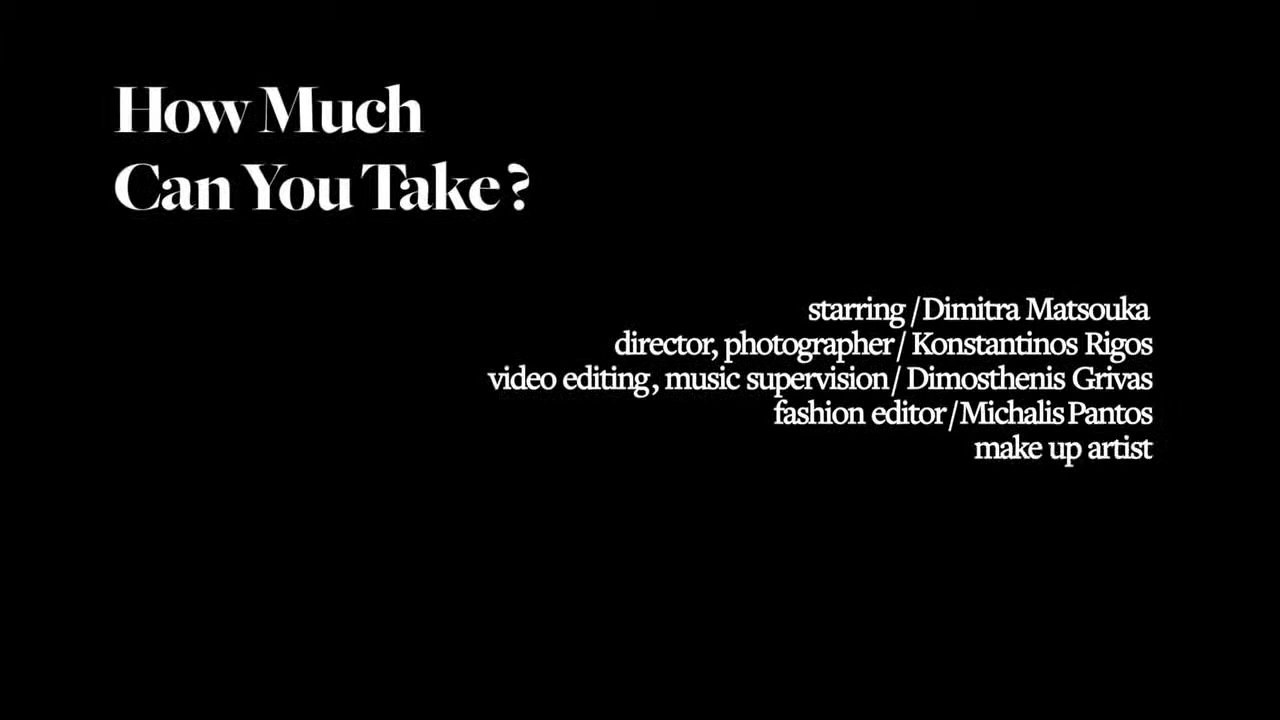 How Much
Can You Take?
starring / Dimitra Matsouka
director, photographer / Konstantinos Rigos
video editing, music supervision / Dimosthenis Grivas
fashion editor / Michalis Pantos
make up artist